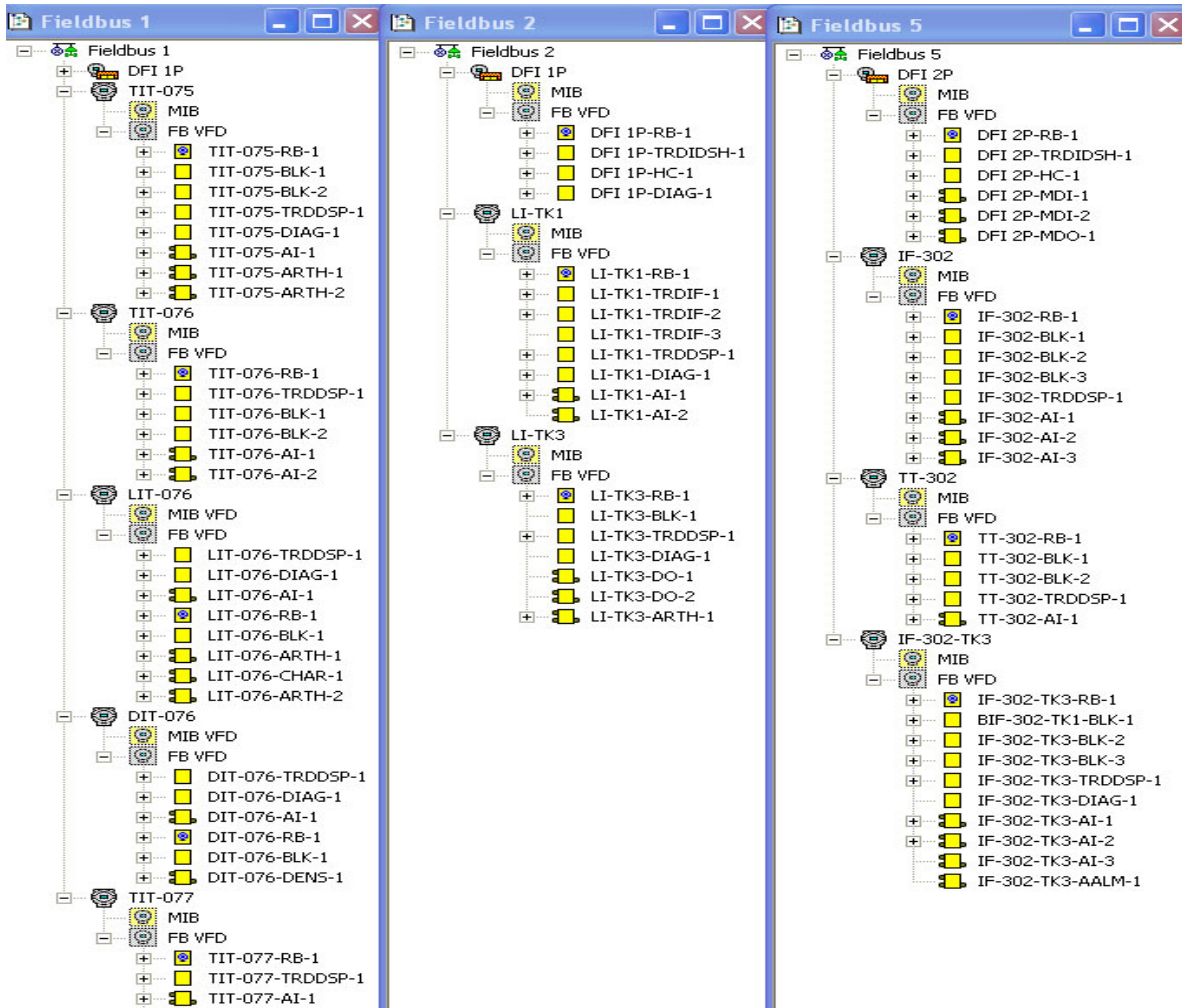 Fieldbus 1
Fieldbus 1
DFI 1P
TIT-075
MIB
FB VFD
TIT-075-RB-1
TIT-075-BLK-1
TIT-075-BLK-2
TIT-075-TRDDSP-1
TIT-075-DIAG-1
TIT-075-AI-1
TIT-075-ARTH-1
TIT-075-ARTH-2
TIT-076
MIB
FB VFD
TIT-076-RB-1
TIT-076-TRDDSP-1
TIT-076-BLK-1
TIT-076-BLK-2
TIT-076-AI-1
TIT-076-AI-2
LIT-076
MIB VFD
FB VFD
LIT-076-TRDDSP-1
LIT-076-DIAG-1
LIT-076-AI-1
LIT-076-RB-1
LIT-076-BLK-1
LIT-076-ARTH-1
LIT-076-CHAR-1
LIT-076-ARTH-2
DIT-076
MIB VFD
FB VFD
DIT-076-TRDDSP-1
DIT-076-DIAG-1
DIT-076-AI-1
DIT-076-RB-1
DIT-076-BLK-1
DIT-076-DENS-1
TIT-077
MIB
FB VFD
TIT-077-RB-1
TIT-077-TRDDSP-1
TIT-077-AI-1
Fieldbus 2
Fieldbus 2
DFI 1P
MIB
FB VFD
DFI 1P-RB-1
DFI 1P-TRDIDSH-1
DFI 1P-HC-1
DFI 1P-DIAG-1
LI-TK1
MIB
FB VFD
LI-TK1-RB-1
LI-TK1-TRDIF-1
LI-TK1-TRDIF-2
LI-TK1-TRDIF-3
LI-TK1-TRDDSP-1
LI-TK1-DIAG-1
LI-TK1-AI-1
LI-TK1-AI-2
LI-TK3
MIB
FB VFD
LI-TK3-RB-1
LI-TK3-BLK-1
LI-TK3-TRDDSP-1
LI-TK3-DIAG-1
LI-TK3-DO-1
LI-TK3-DO-2
LI-TK3-ARTH-1
Fieldbus 5
Fieldbus 5
DFI 2P
MIB
FB VFD
DFI 2P-RB-1
DFI 2P-TRDIDSH-1
DFI 2P-HC-1
DFI 2P-MDI-1
DFI 2P-MDI-2
DFI 2P-MDO-1
IF-302
MIB
FB VFD
IF-302-RB-1
IF-302-BLK-1
IF-302-BLK-2
IF-302-BLK-3
IF-302-TRDDSP-1
IF-302-AI-1
IF-302-AI-2
IF-302-AI-3
TT-302
MIB
FB VFD
TT-302-RB-1
TT-302-BLK-1
TT-302-BLK-2
TT-302-TRDDSP-1
TT-302-AI-1
IF-302-TK3
MIB
FB VFD
IF-302-TK3-RB-1
BIF-302-TK1-BLK-1
IF-302-TK3-BLK-2
IF-302-TK3-BLK-3
IF-302-TK3-TRDDSP-1
IF-302-TK3-DIAG-1
IF-302-TK3-AI-1
IF-302-TK3-AI-2
IF-302-TK3-AI-3
IF-302-TK3-AALM-1